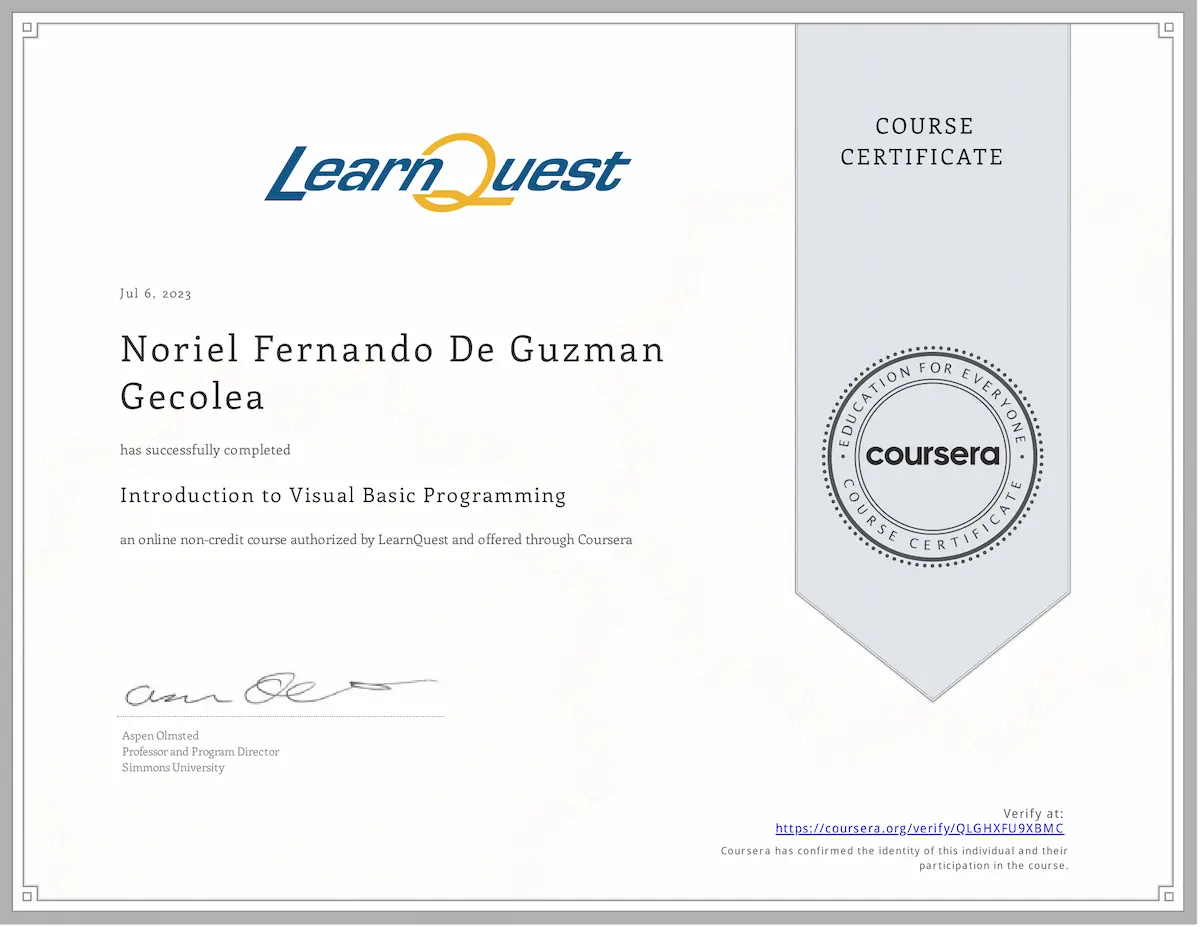 LearnQuest
COURSE
CERTIFICATE
Jul 6, 2023
Noriel Fernando De Guzman
Gecolea
has successfully completed
Introduction to Visual Basic Programming
an online non-credit course authorized by LearnQuest and offered through Coursera
EDUCATION FOR EVERYONE
coursera
COURSE CERTIFICATE
Aspen Olmsted
Professor and Program Director
Simmons University
Verify at:
https://coursera.org/verify/QLGHXFU9XBMC
Coursera has confirmed the identity of this individual and their
participation in the course.